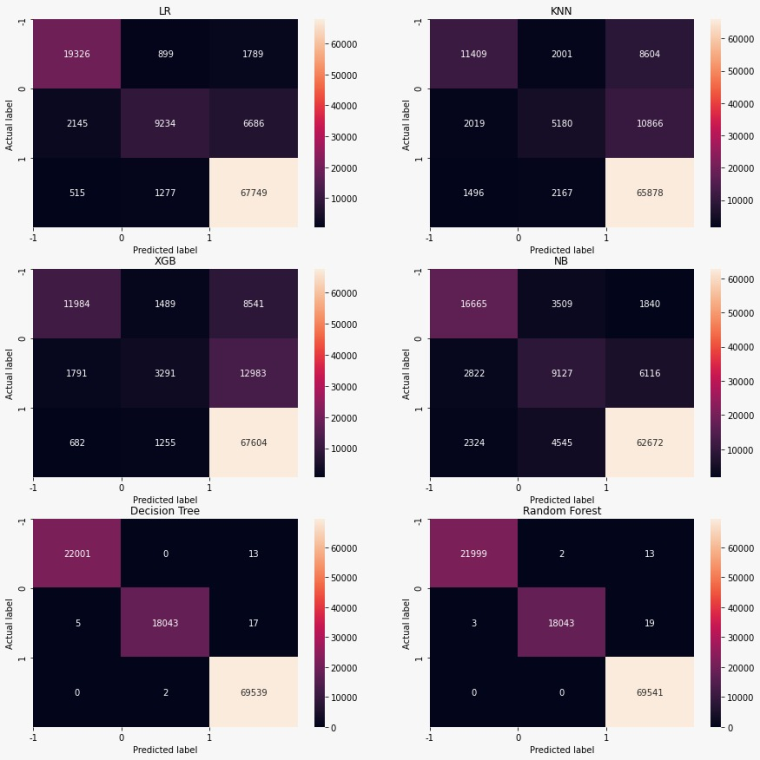 LR
-1
19326 899 1789
60000
50000
0
40000
Actual label
2145 9234 6686
30000
1
20000
515 1277 67749
10000
-1 0 1
Predicted label
KNN
-1
11409 2001 8604
60000
50000
0
40000
Actual label
2019 5180 10866
30000
1
20000
1496 2167 65878
10000
-1 0 1
Predicted label
XGB
-1
11984 1489 8541
60000
50000
0
40000
Actual label
1791 3291 12983
30000
1
20000
682 1255 67604
10000
-1 0 1
Predicted label
NB
-1
16665 3509 1840
60000
50000
0
40000
Actual label
2822 9127 6116
30000
1
20000
2324 4545 62672
10000
-1 0 1
Predicted label
Decision Tree
-1
22001 0 13
60000
50000
0
40000
Actual label
5 18043 17
30000
1
20000
0 2 69539
10000
0
-1 0 1
Predicted label
Random Forest
-1
21999 2 13
60000
50000
0
40000
Actual label
3 18043 19
30000
1
20000
0 0 69541
10000
0
-1 0 1
Predicted label